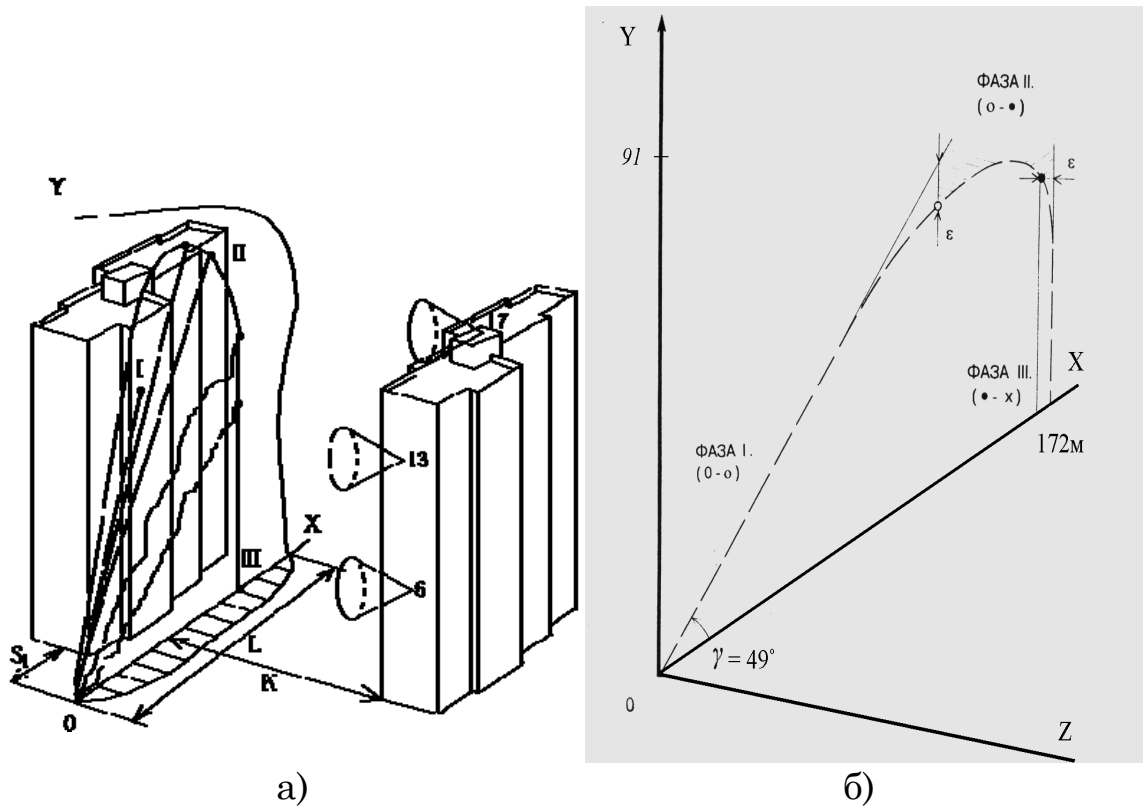 Y
II
I
7
13
6
X
III
L
K
S₁
0
а)
Y
91
ФАЗА II.
(о-●)
ε
ε
X
ФАЗА III.
(●-х)
172м
ФАЗА I.
(0-о)
γ = 49°
0
Z
б)